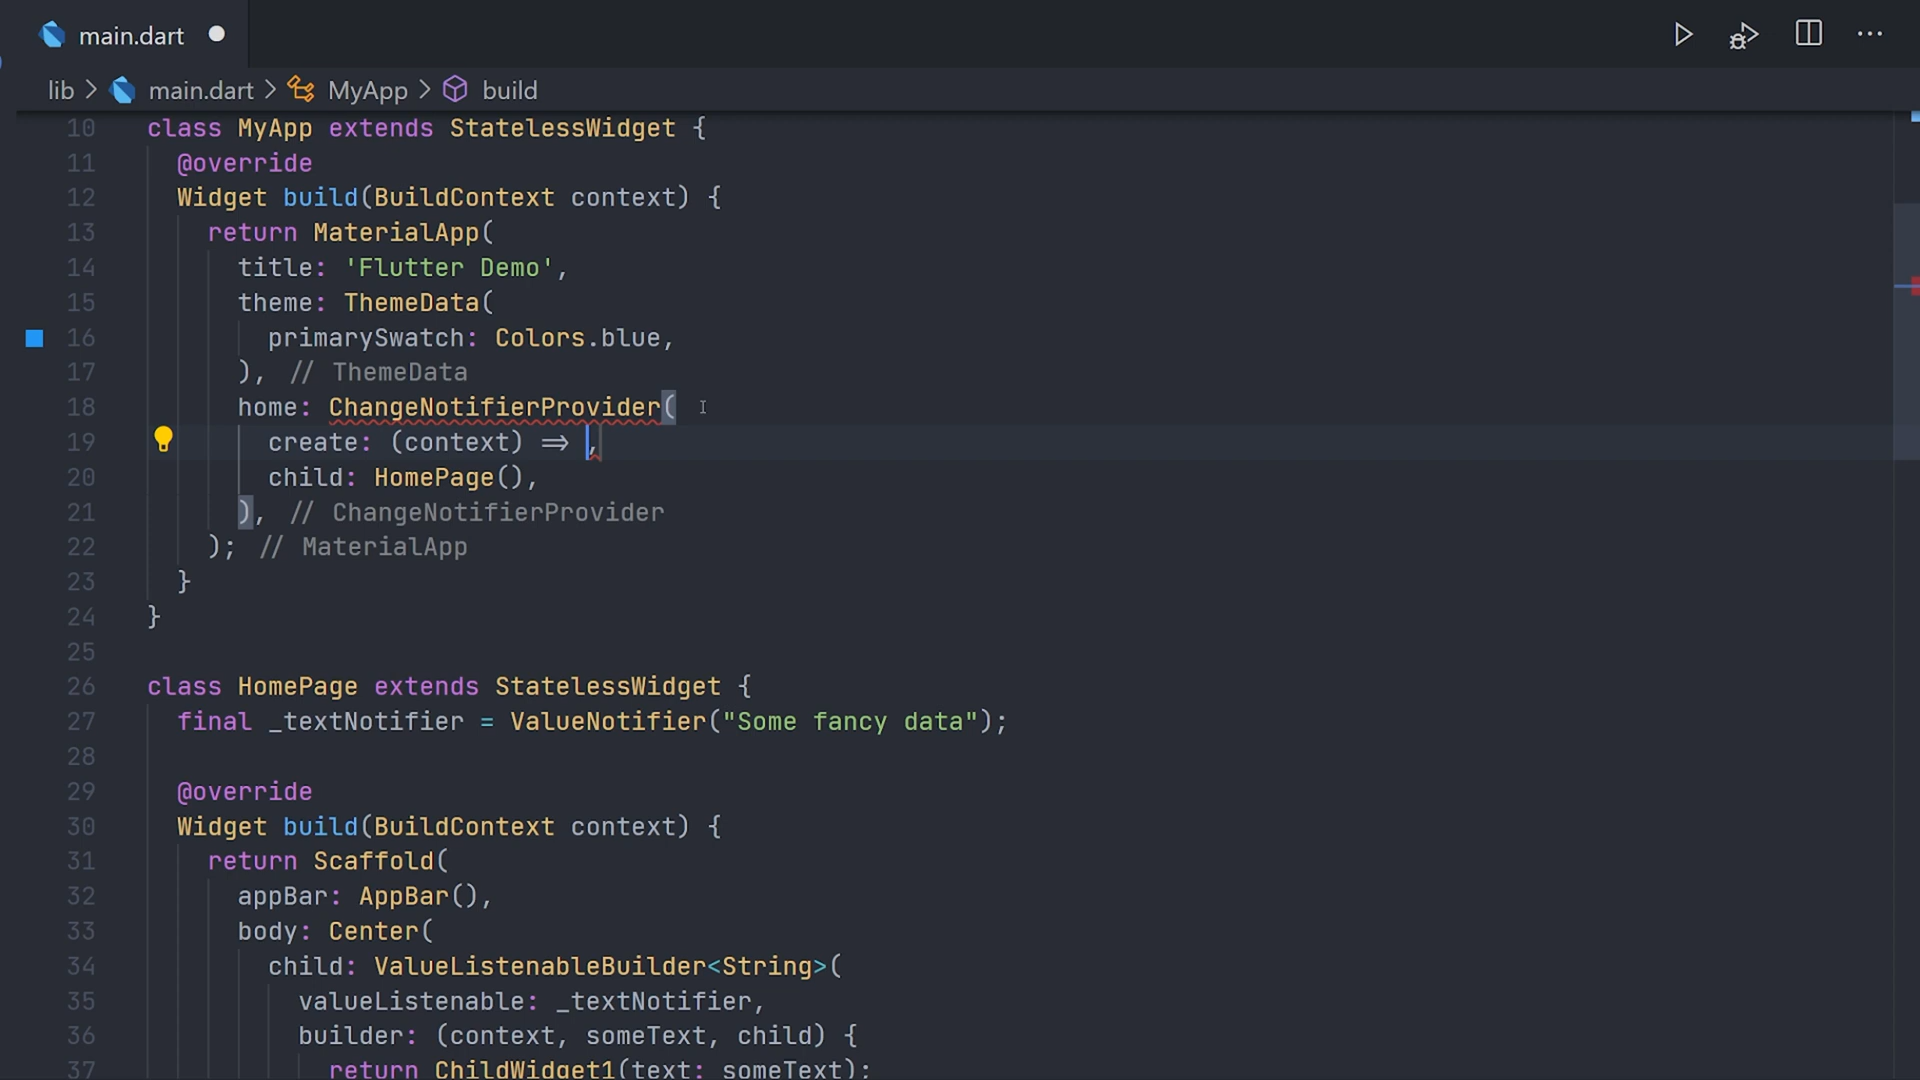 main.dart
lib > main.dart > MyApp > build
10 class MyApp extends StatelessWidget {
11 @override
12 Widget build(BuildContext context) {
13 return MaterialApp(
14 title: 'Flutter Demo',
15 theme: ThemeData(
16 primarySwatch: Colors.blue,
17 ), // ThemeData
18 home: ChangeNotifierProvider(
19 create: (context) => ,
20 child: HomePage(),
21 ), // ChangeNotifierProvider
22 ); // MaterialApp
23 }
24 }
25
26 class HomePage extends StatelessWidget {
27 final _textNotifier = ValueNotifier("Some fancy data");
28
29 @override
30 Widget build(BuildContext context) {
31 return Scaffold(
32 appBar: AppBar(),
33 body: Center(
34 child: ValueListenableBuilder<String>(
35 valueListenable: _textNotifier,
36 builder: (context, someText, child) {
37 return ChildWidget1(text: someText);